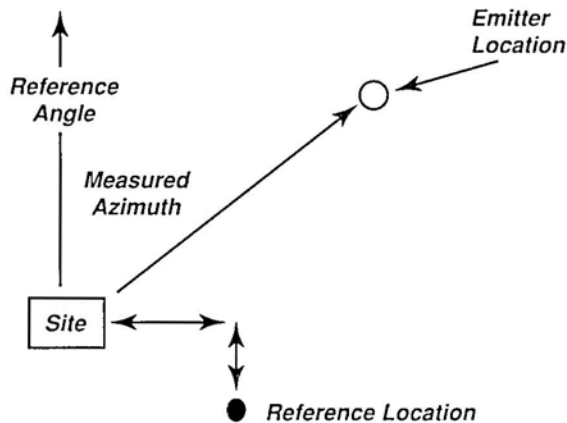 Emitter
Location
Reference
Angle
Measured
Azimuth
Site
Reference Location